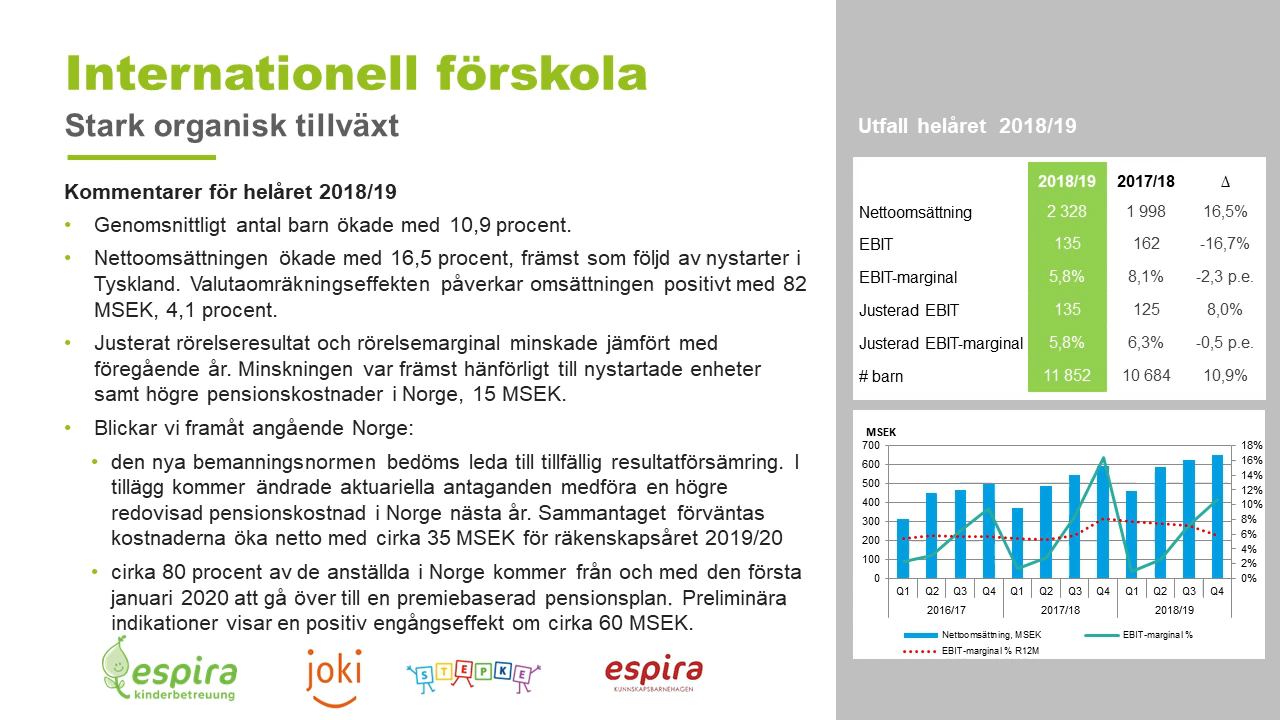 Internationell förskola
Stark organisk tillväxt
Kommentarer för helåret 2018/19
• Genomsnittligt antal barn ökade med 10,9 procent.
• Nettoomsättningen ökade med 16,5 procent, främst som följd av nystarter i
Tyskland. Valutaomräkningseffekten påverkar omsättningen positivt med 82
MSEK, 4,1 procent.
• Justerat rörelseresultat och rörelsemarginal minskade jämfört med
föregående år. Minskningen var främst hänförligt till nystartade enheter
samt högre pensionskostnader i Norge, 15 MSEK.
• Blickar vi framåt angående Norge:
• den nya bemanningsnormen bedöms leda till tillfällig resultatförsämring. I
tillägg kommer ändrade aktuariella antaganden medföra en högre
redovisad pensionskostnad i Norge nästa år. Sammantaget förväntas
kostnaderna öka netto med cirka 35 MSEK för räkenskapsåret 2019/20
• cirka 80 procent av de anställda i Norge kommer från och med den första
januari 2020 att gå över till en premiebaserad pensionsplan. Preliminära
indikationer visar en positiv engångseffekt om cirka 60 MSEK.
espira
kinderbetreuung
joki
STEPKE
espira
KUNNSKAPSBARNEHAGEN
Utfall helåret 2018/19
2018/19 2017/18 Δ
Nettoomsättning 2 328 1 998 16,5%
EBIT 135 162 -16,7%
EBIT-marginal 5,8% 8,1% -2,3 p.e.
Justerad EBIT 135 125 8,0%
Justerad EBIT-marginal 5,8% 6,3% -0,5 p.e.
# barn 11 852 10 684 10,9%
MSEK
700 18%
600 16%
500 14%
400 12%
300 10%
200 8%
100 6%
0 4%
2%
0%
Q1 Q2 Q3 Q4 Q1 Q2 Q3 Q4 Q1 Q2 Q3 Q4
2016/17 2017/18 2018/19
Nettoomsättning, MSEK EBIT-marginal %
EBIT-marginal % R12M